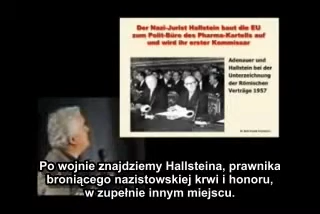 Der Nazi-Jurist Hallstein baut die EU
zum Polit-Büro des Pharma-Kartells auf
und wird ihr erster Kommissar
Adenauer und
Hallstein bei der
Unterzeichnung
der Römischen
Verträge 1957
Po wojnie znajdziemy Hallsteina, prawnika
broniącego nazistowskiej krwi i honoru,
w zupełnie innym miejscu.